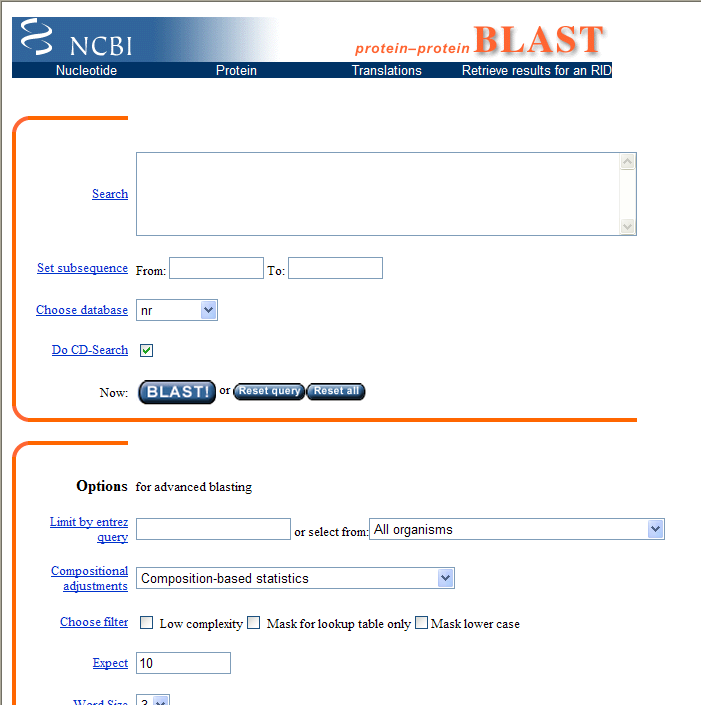 NCBI
protein–protein BLAST
Nucleotide Protein Translations Retrieve results for an RID
Search
Set subsequence From: To:
Choose database nr
Do CD-Search
Now: BLAST! or Reset query Reset all
Options for advanced blasting
Limit by entrez
query or select from: All organisms
Compositional
adjustments Composition-based statistics
Choose filter Low complexity Mask for lookup table only Mask lower case
Expect 10
Word Size 3